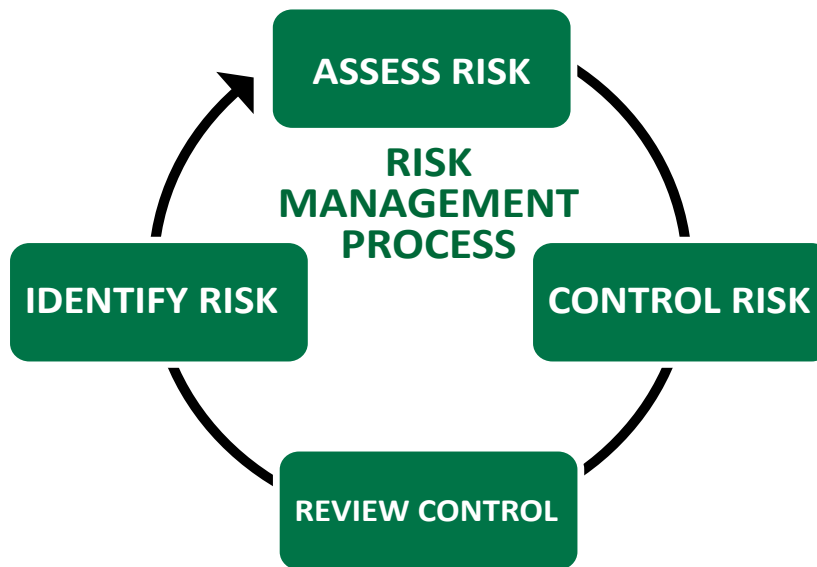 ASSESS RISK
RISK
MANAGEMENT
PROCESS
IDENTIFY RISK
CONTROL RISK
REVIEW CONTROL